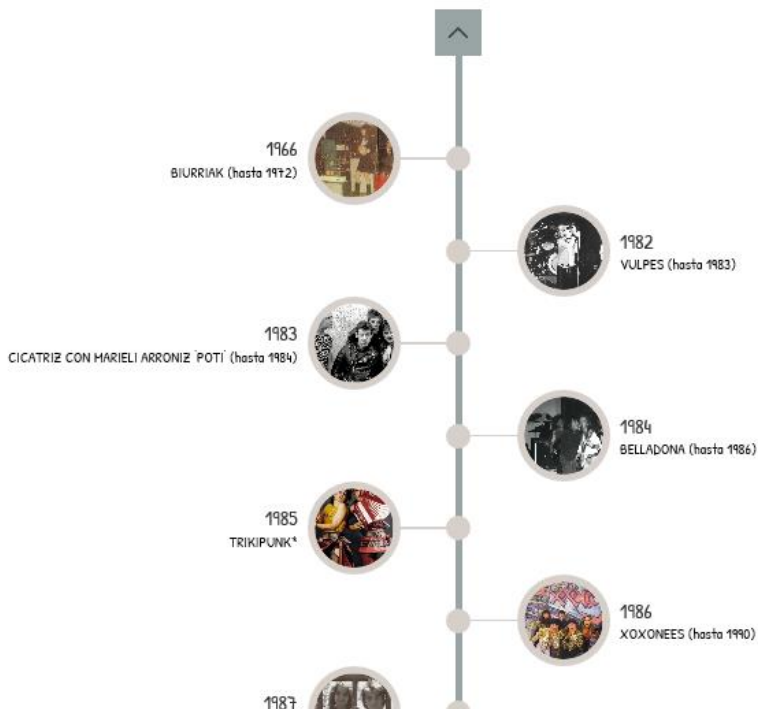 1966
BIURRIAK (hasta 1972)
1982
VULPES (hasta 1983)
1983
CICATRIZ CON MARIELI ARRONIZ ´POTI´ (hasta 1984)
1984
BELLADONA (hasta 1986)
1985
TRIKIPUNK*
1986
XOXONEES (hasta 1990)
1987